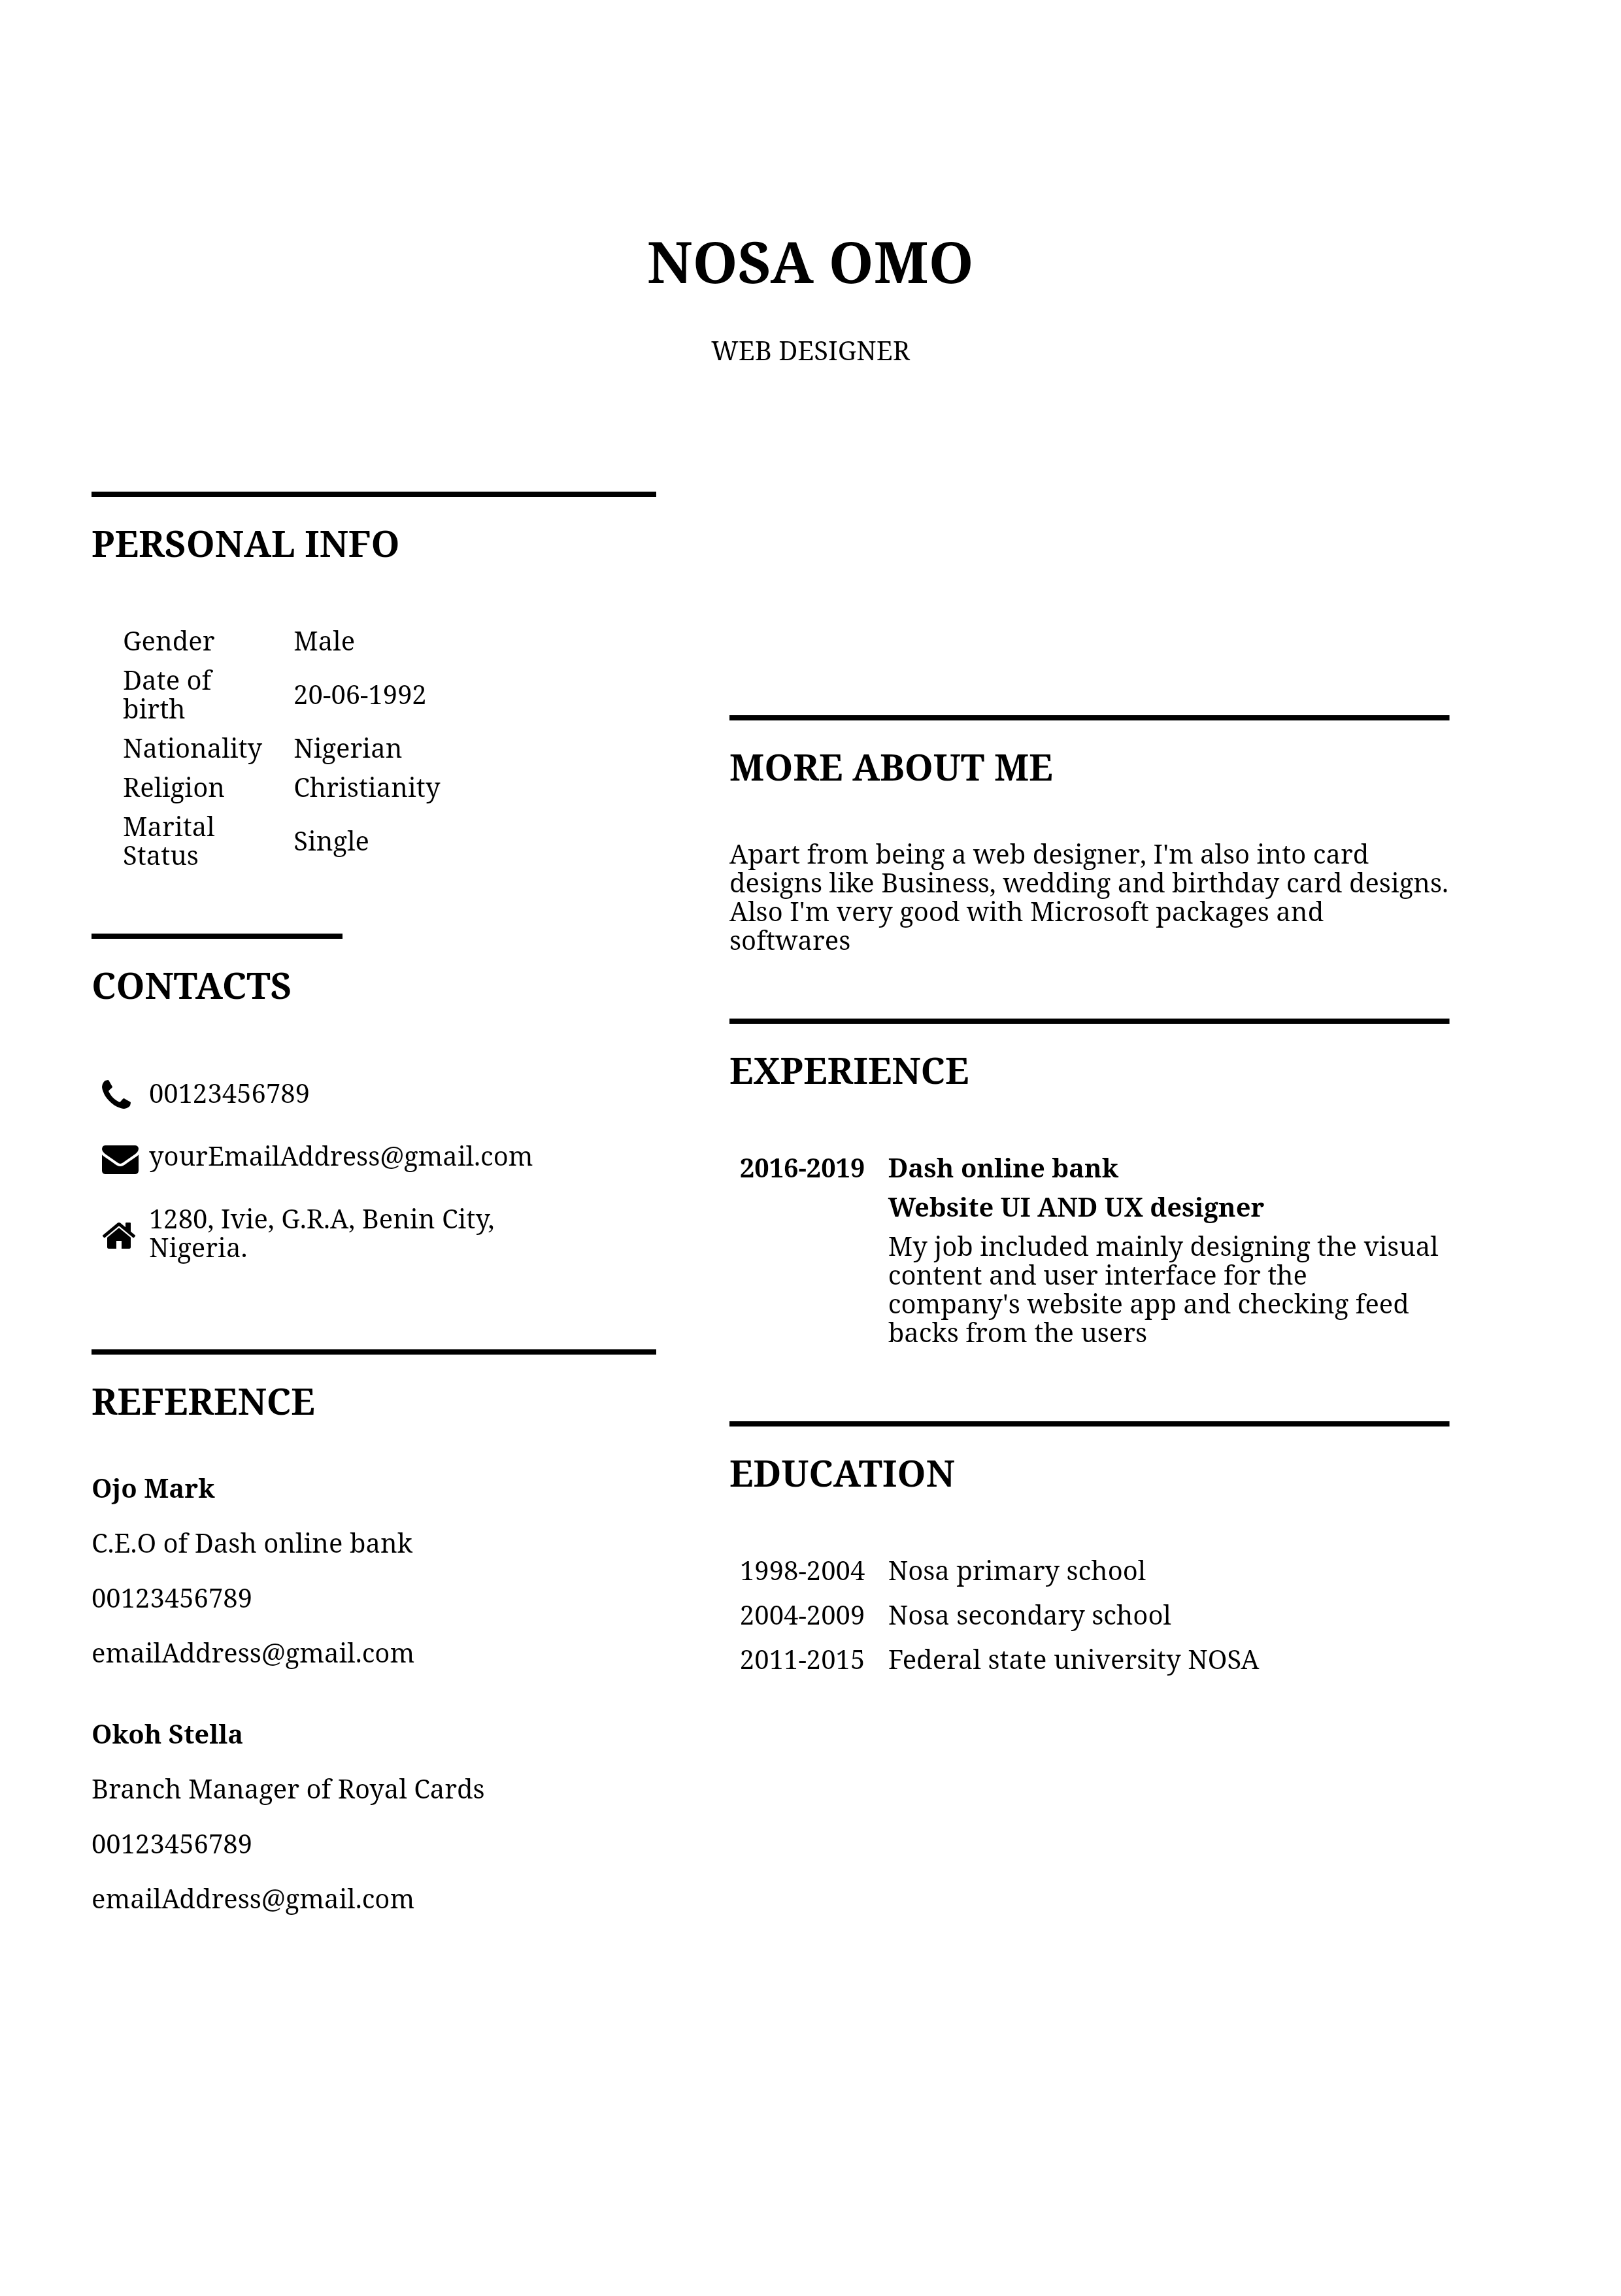 NOSA OMO
WEB DESIGNER
PERSONAL INFO
Gender Male
Date of
birth
20-06-1992
Nationality Nigerian
Religion Christianity
Marital
Status
Single
CONTACTS
00123456789
yourEmailAddress@gmail.com
1280, Ivie, G.R.A, Benin City,
Nigeria.
REFERENCE
Ojo Mark
C.E.O of Dash online bank
00123456789
emailAddress@gmail.com
Okoh Stella
Branch Manager of Royal Cards
00123456789
emailAddress@gmail.com
MORE ABOUT ME
Apart from being a web designer, I'm also into card
designs like Business, wedding and birthday card designs.
Also I'm very good with Microsoft packages and
softwares
EXPERIENCE
2016-2019 Dash online bank
Website UI AND UX designer
My job included mainly designing the visual
content and user interface for the
company's website app and checking feed
backs from the users
EDUCATION
1998-2004 Nosa primary school
2004-2009 Nosa secondary school
2011-2015 Federal state university NOSA